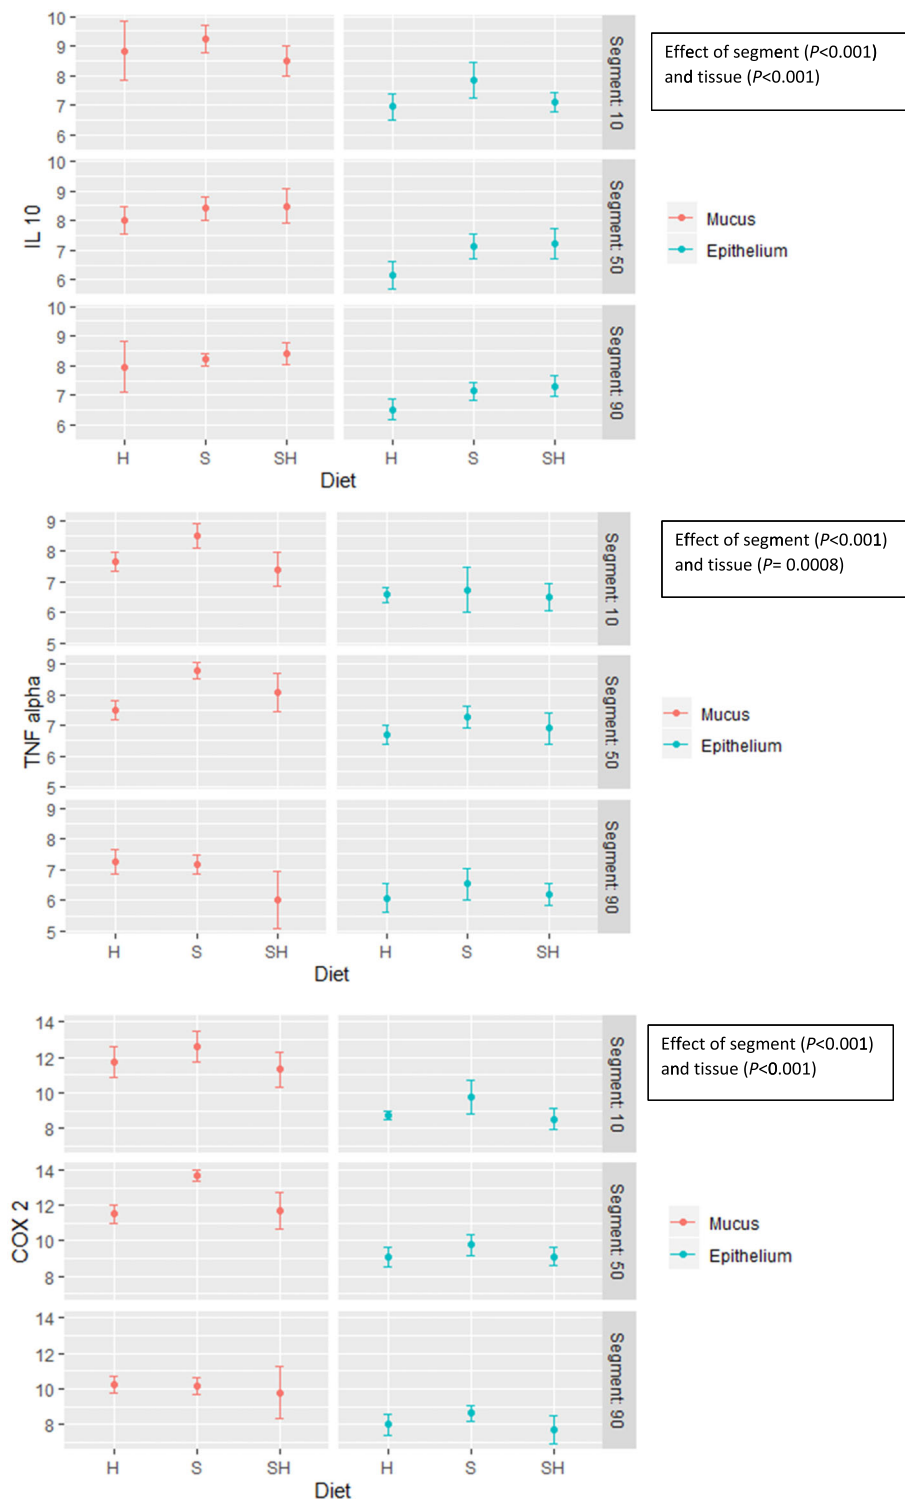 10
9
8
7
6
Segment: 10
Effect of segment (P<0.001)
and tissue (P<0.001)
10
9
8
7
6
Segment: 50
IL 10
Mucus
Epithelium
10
9
8
7
6
Segment: 90
H S SH H S SH
Diet
9
8
7
6
5
Segment: 10
Effect of segment (P<0.001)
and tissue (P= 0.0008)
9
8
7
6
5
Segment: 50
TNF alpha
Mucus
Epithelium
9
8
7
6
5
Segment: 90
H S SH H S SH
Diet
14
12
10
8
Segment: 10
Effect of segment (P<0.001)
and tissue (P<0.001)
14
12
10
8
Segment: 50
COX 2
Mucus
Epithelium
14
12
10
8
Segment: 90
H S SH H S SH
Diet